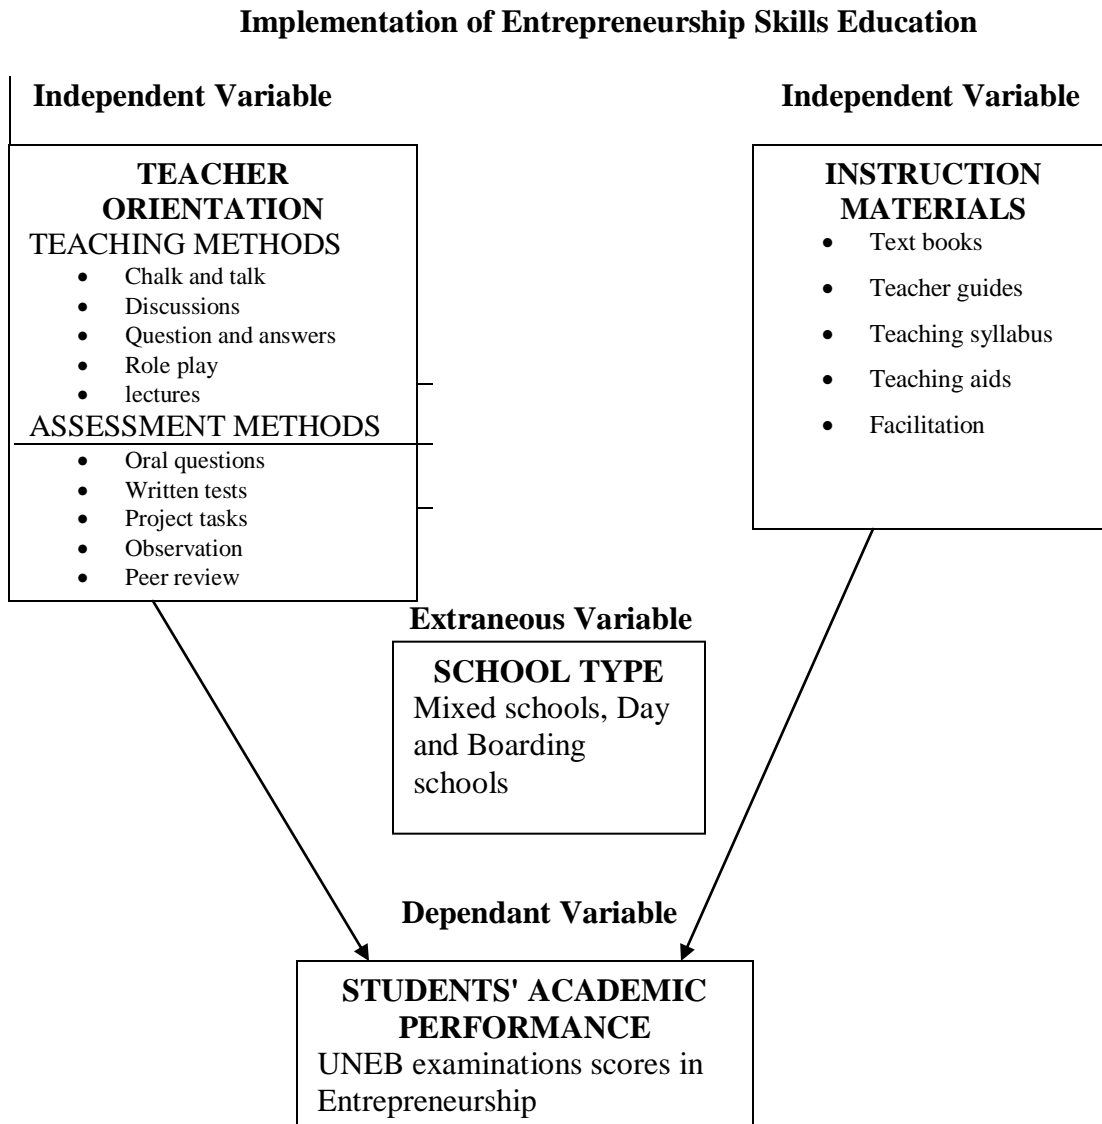 Implementation of Entrepreneurship Skills Education
Independent Variable
TEACHER
ORIENTATION
TEACHING METHODS
• Chalk and talk
• Discussions
• Question and answers
• Role play
• lectures
ASSESSMENT METHODS
• Oral questions
• Written tests
• Project tasks
• Observation
• Peer review
Independent Variable
INSTRUCTION
MATERIALS
• Text books
• Teacher guides
• Teaching syllabus
• Teaching aids
• Facilitation
Extraneous Variable
SCHOOL TYPE
Mixed schools, Day
and Boarding
schools
Dependant Variable
STUDENTS' ACADEMIC
PERFORMANCE
UNEB examinations scores in
Entrepreneurship